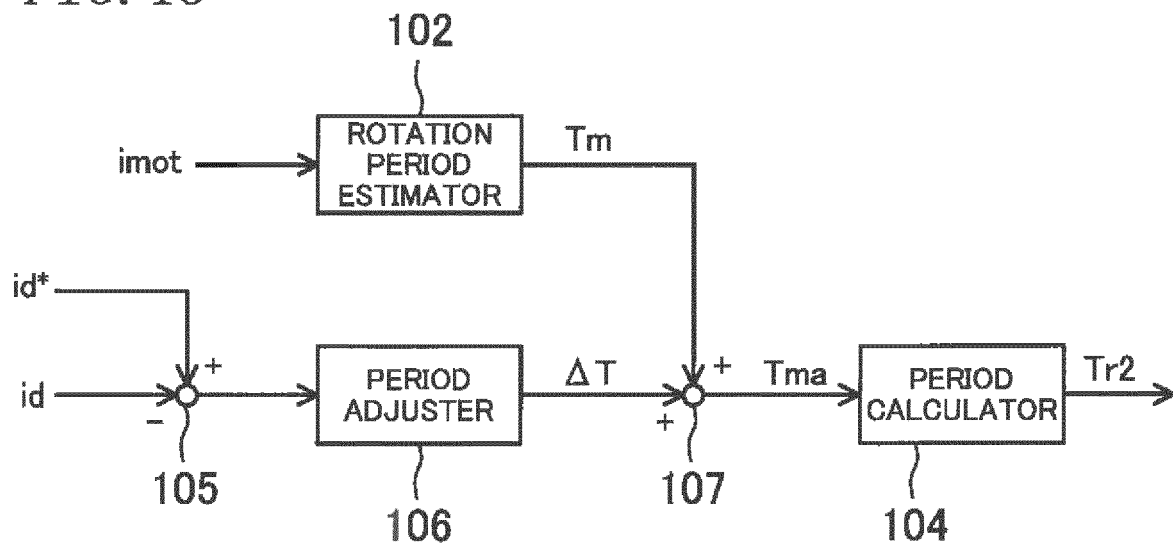 102
ROTATION
PERIOD
ESTIMATOR
imot
Tm
id*
+
id
−
PERIOD
ADJUSTER
ΔT
+
+
Tma
PERIOD
CALCULATOR
Tr2
105
106
107
104